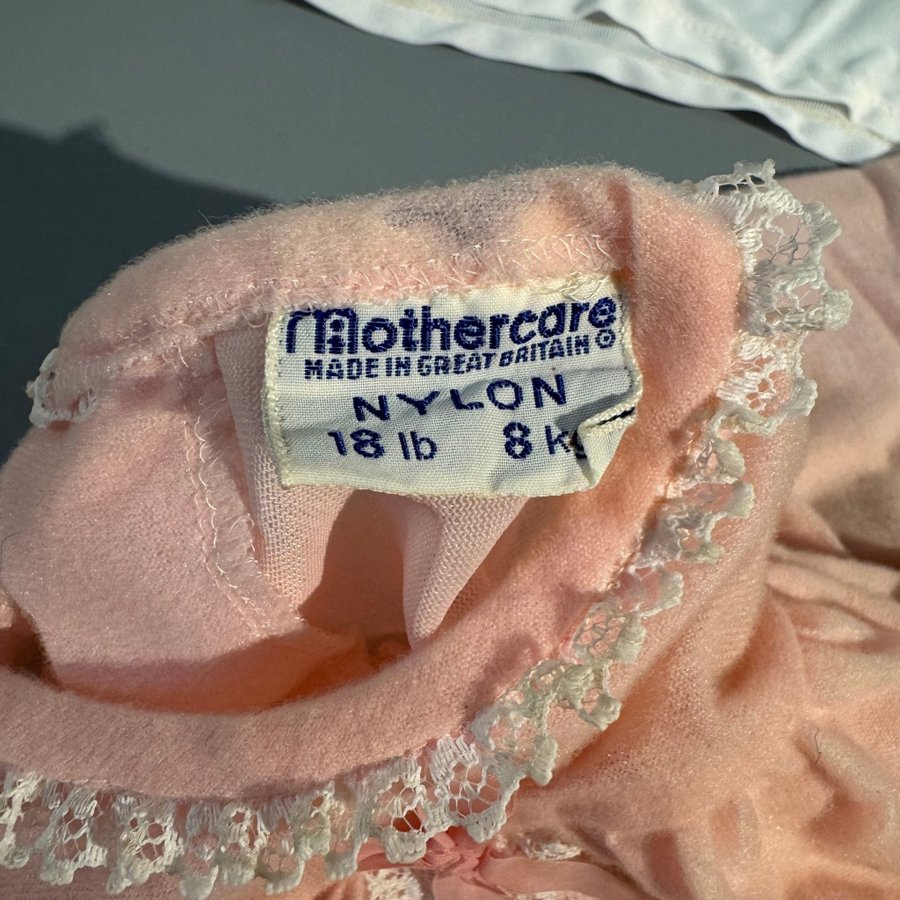 mothercare®
MADE IN GREAT BRITAIN
NYLON
18 lb 8 kg